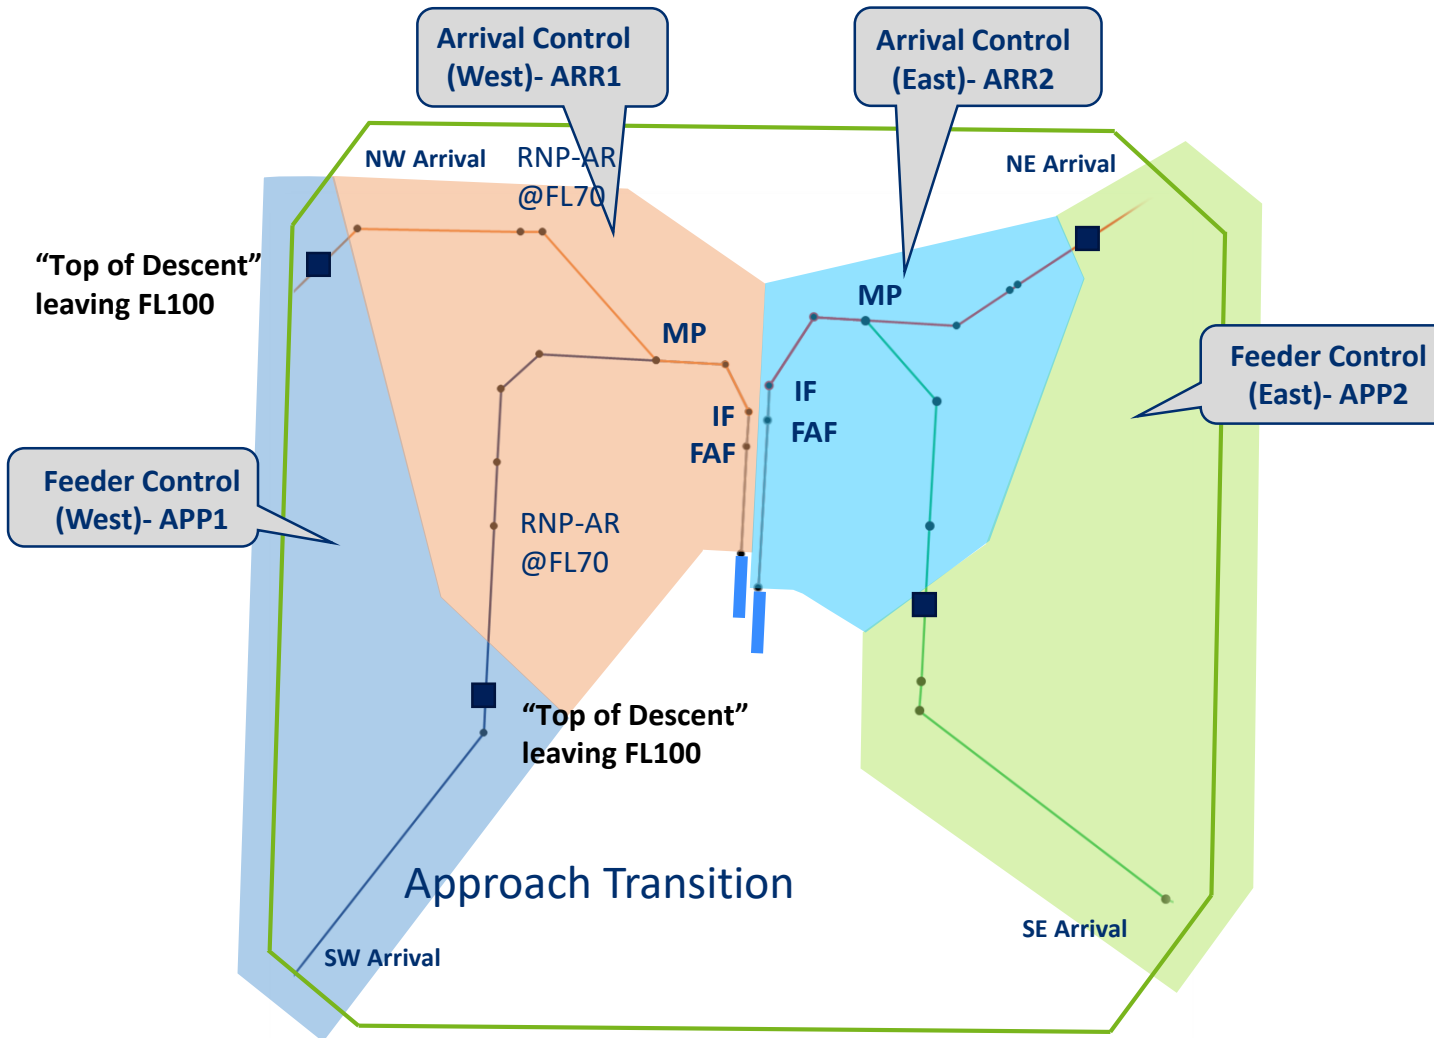 Arrival Control
(West)- ARR1
Arrival Control
(East)- ARR2
NW Arrival
RNP-AR
@FL70
NE Arrival
“Top of Descent”
leaving FL100
MP
MP
IF
FAF
IF
FAF
Feeder Control
(East)- APP2
Feeder Control
(West)- APP1
RNP-AR
@FL70
“Top of Descent”
leaving FL100
Approach Transition
SW Arrival
SE Arrival